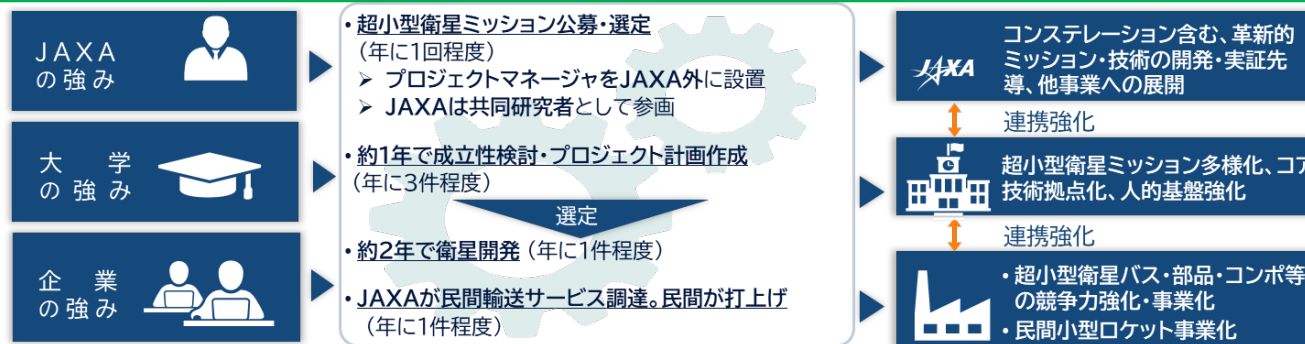 JAXA
の強み
・超小型衛星ミッション公募・選定
(年に1回程度)
➢ プロジェクトマネージャをJAXA外に設置
➢ JAXAは共同研究者として参画
JAXA
コンステレーション含む、革新的
ミッション・技術の開発・実証先
導、他事業への展開
連携強化
大 学
の 強 み
・約1年で成立性検討・プロジェクト計画作成
(年に3件程度)
選定
超小型衛星ミッション多様化、コア
技術拠点化、人的基盤強化
連携強化
企 業
の 強 み
・約2年で衛星開発 (年に1件程度)
・JAXAが民間輸送サービス調達。民間が打上げ
(年に1件程度)
・超小型衛星バス・部品・コンポ等
の競争力強化・事業化
・民間小型ロケット事業化